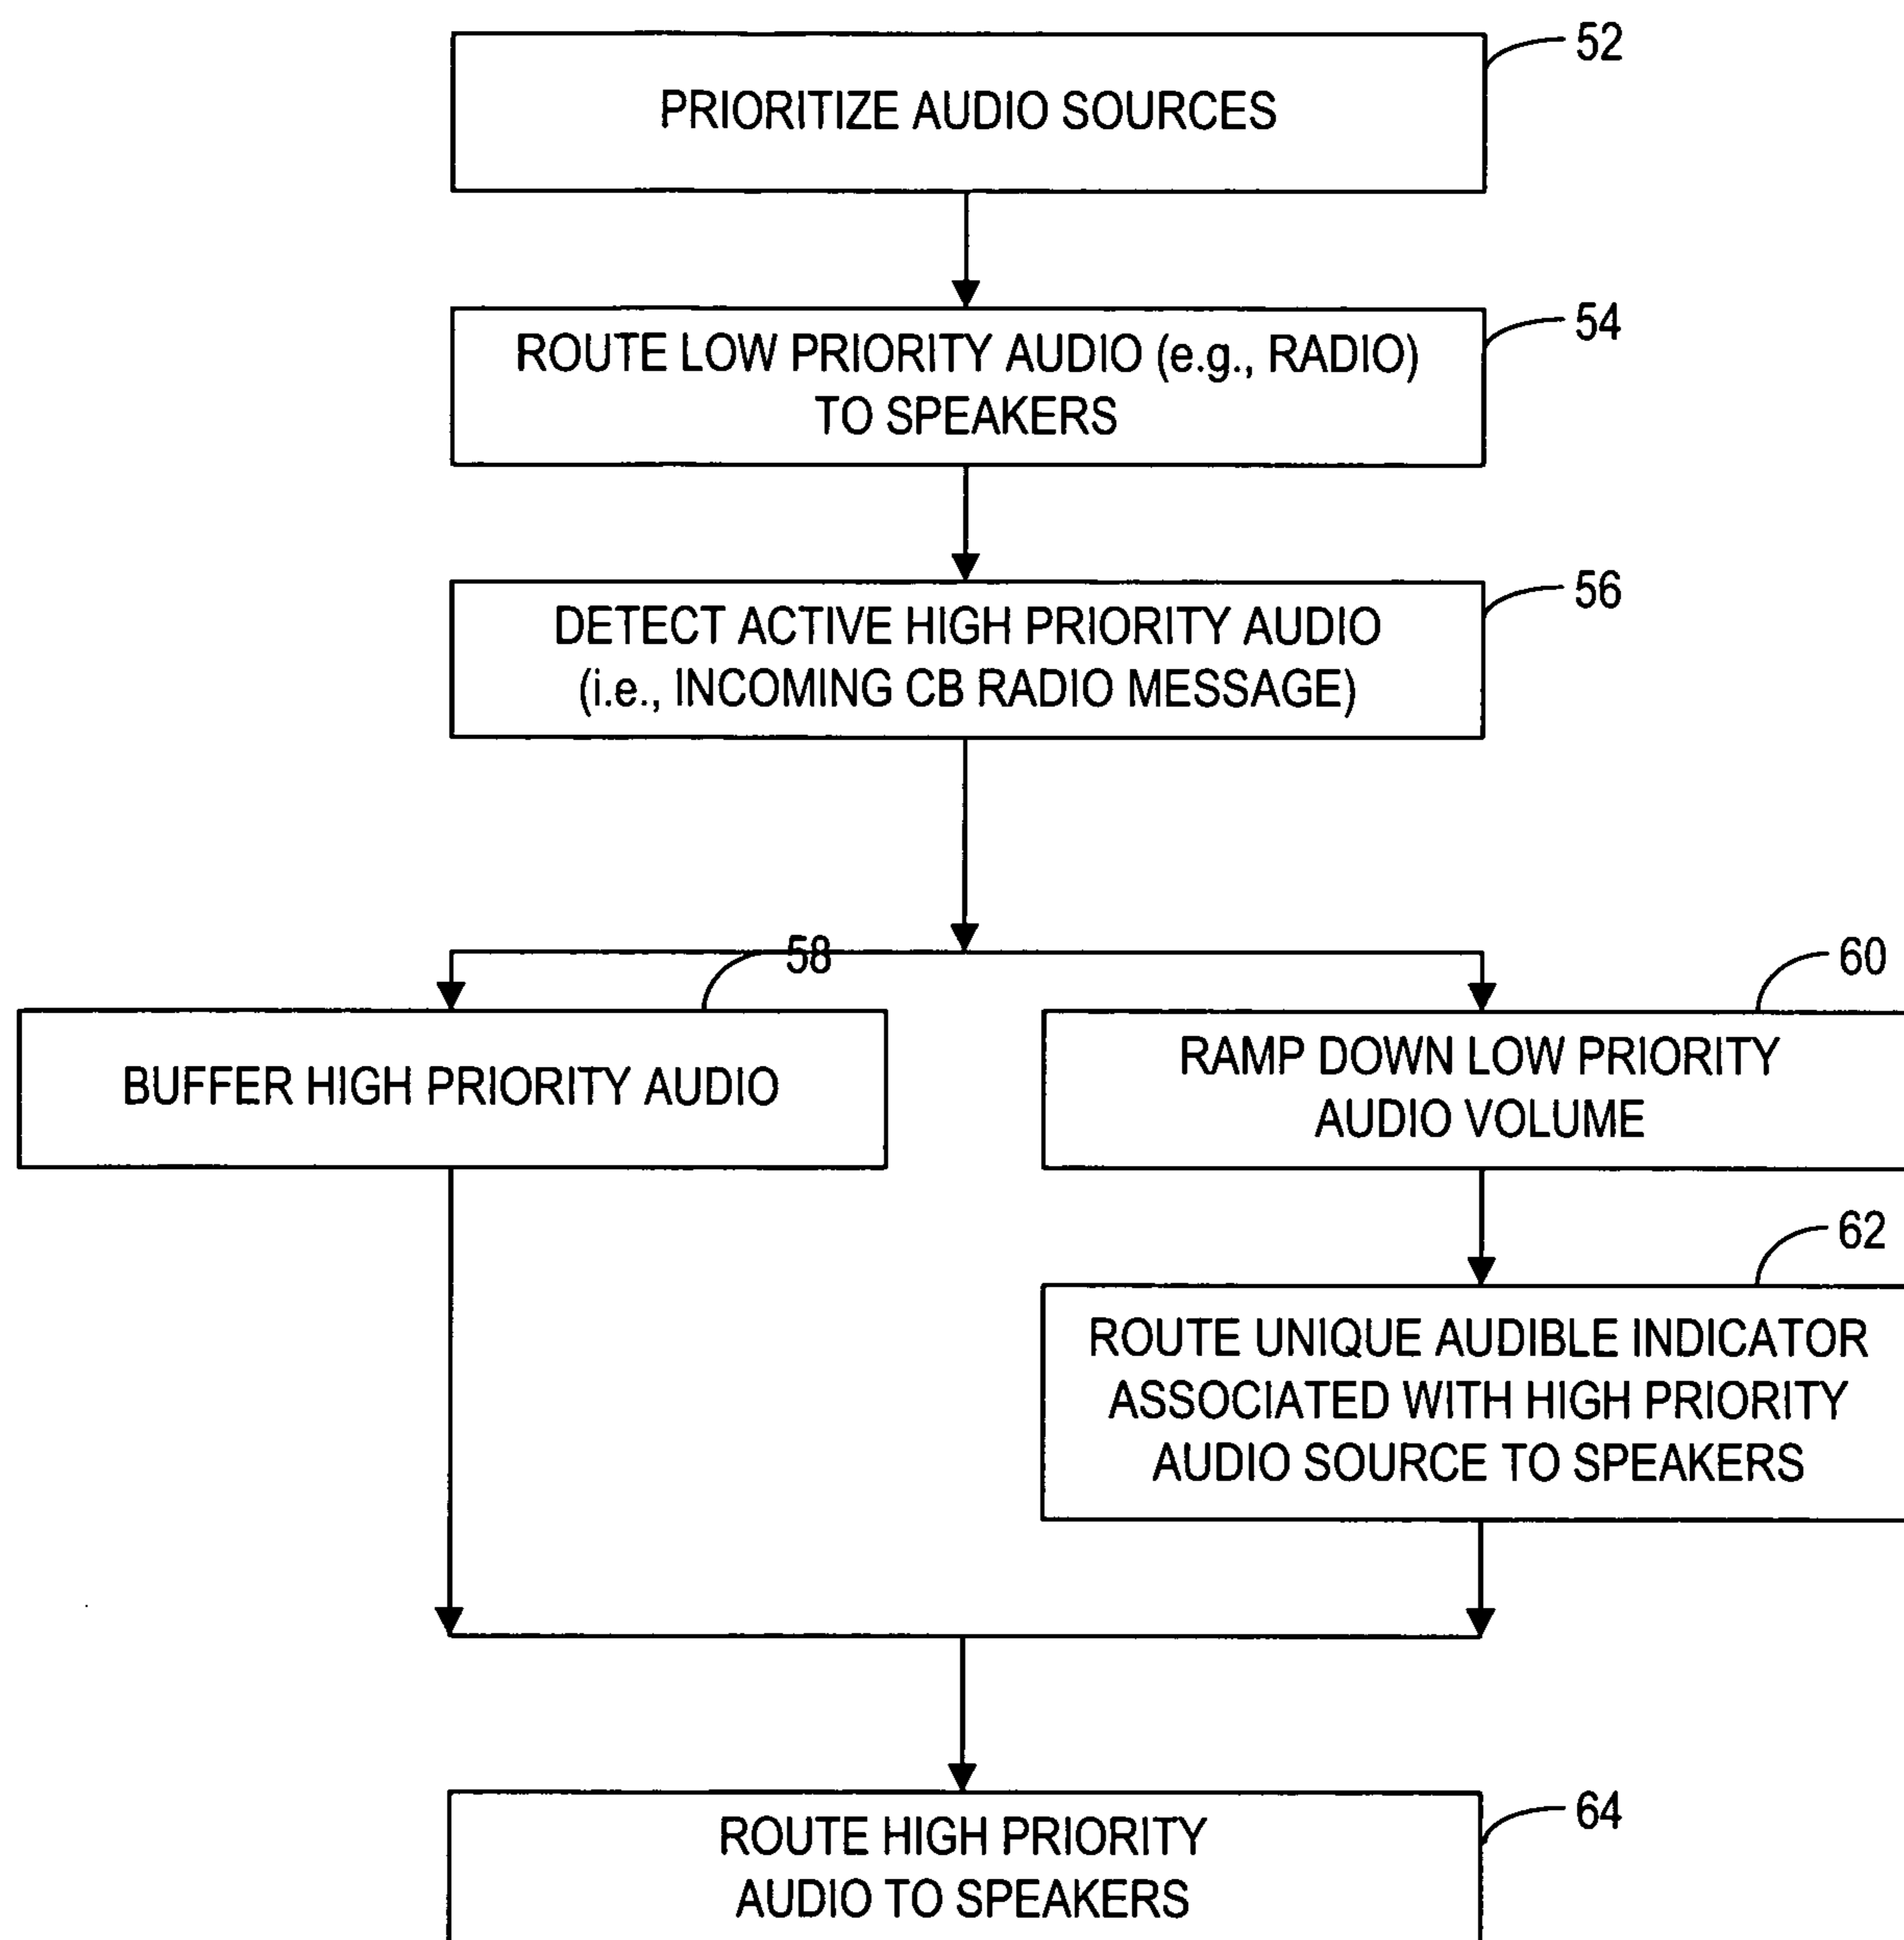 52
PRIORITIZE AUDIO SOURCES
54
ROUTE LOW PRIORITY AUDIO (e.g., RADIO)
TO SPEAKERS
56
DETECT ACTIVE HIGH PRIORITY AUDIO
(i.e., INCOMING CB RADIO MESSAGE)
58
60
BUFFER HIGH PRIORITY AUDIO
RAMP DOWN LOW PRIORITY
AUDIO VOLUME
62
ROUTE UNIQUE AUDIBLE INDICATOR
ASSOCIATED WITH HIGH PRIORITY
AUDIO SOURCE TO SPEAKERS
64
ROUTE HIGH PRIORITY
AUDIO TO SPEAKERS